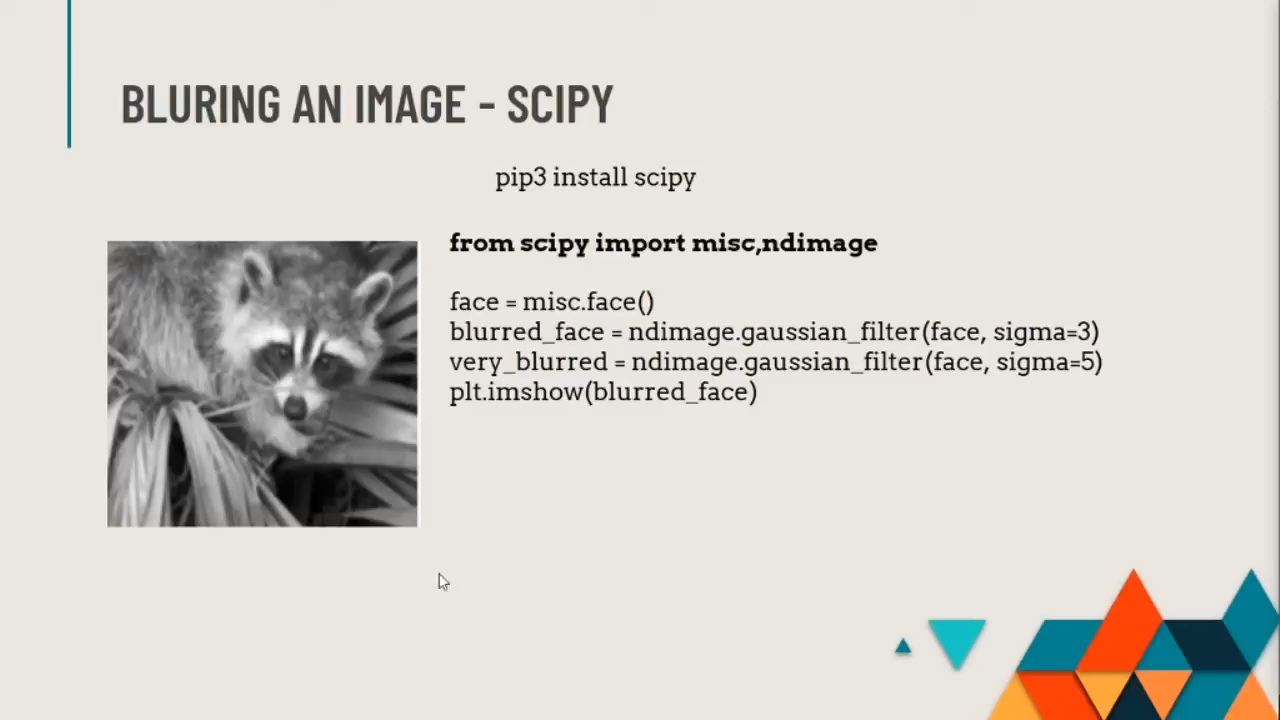 BLURING AN IMAGE - SCIPY
pip3 install scipy
from scipy import misc,ndimage
face = misc.face()
blurred_face = ndimage.gaussian_filter(face, sigma=3)
very_blurred = ndimage.gaussian_filter(face, sigma=5)
plt.imshow(blurred_face)